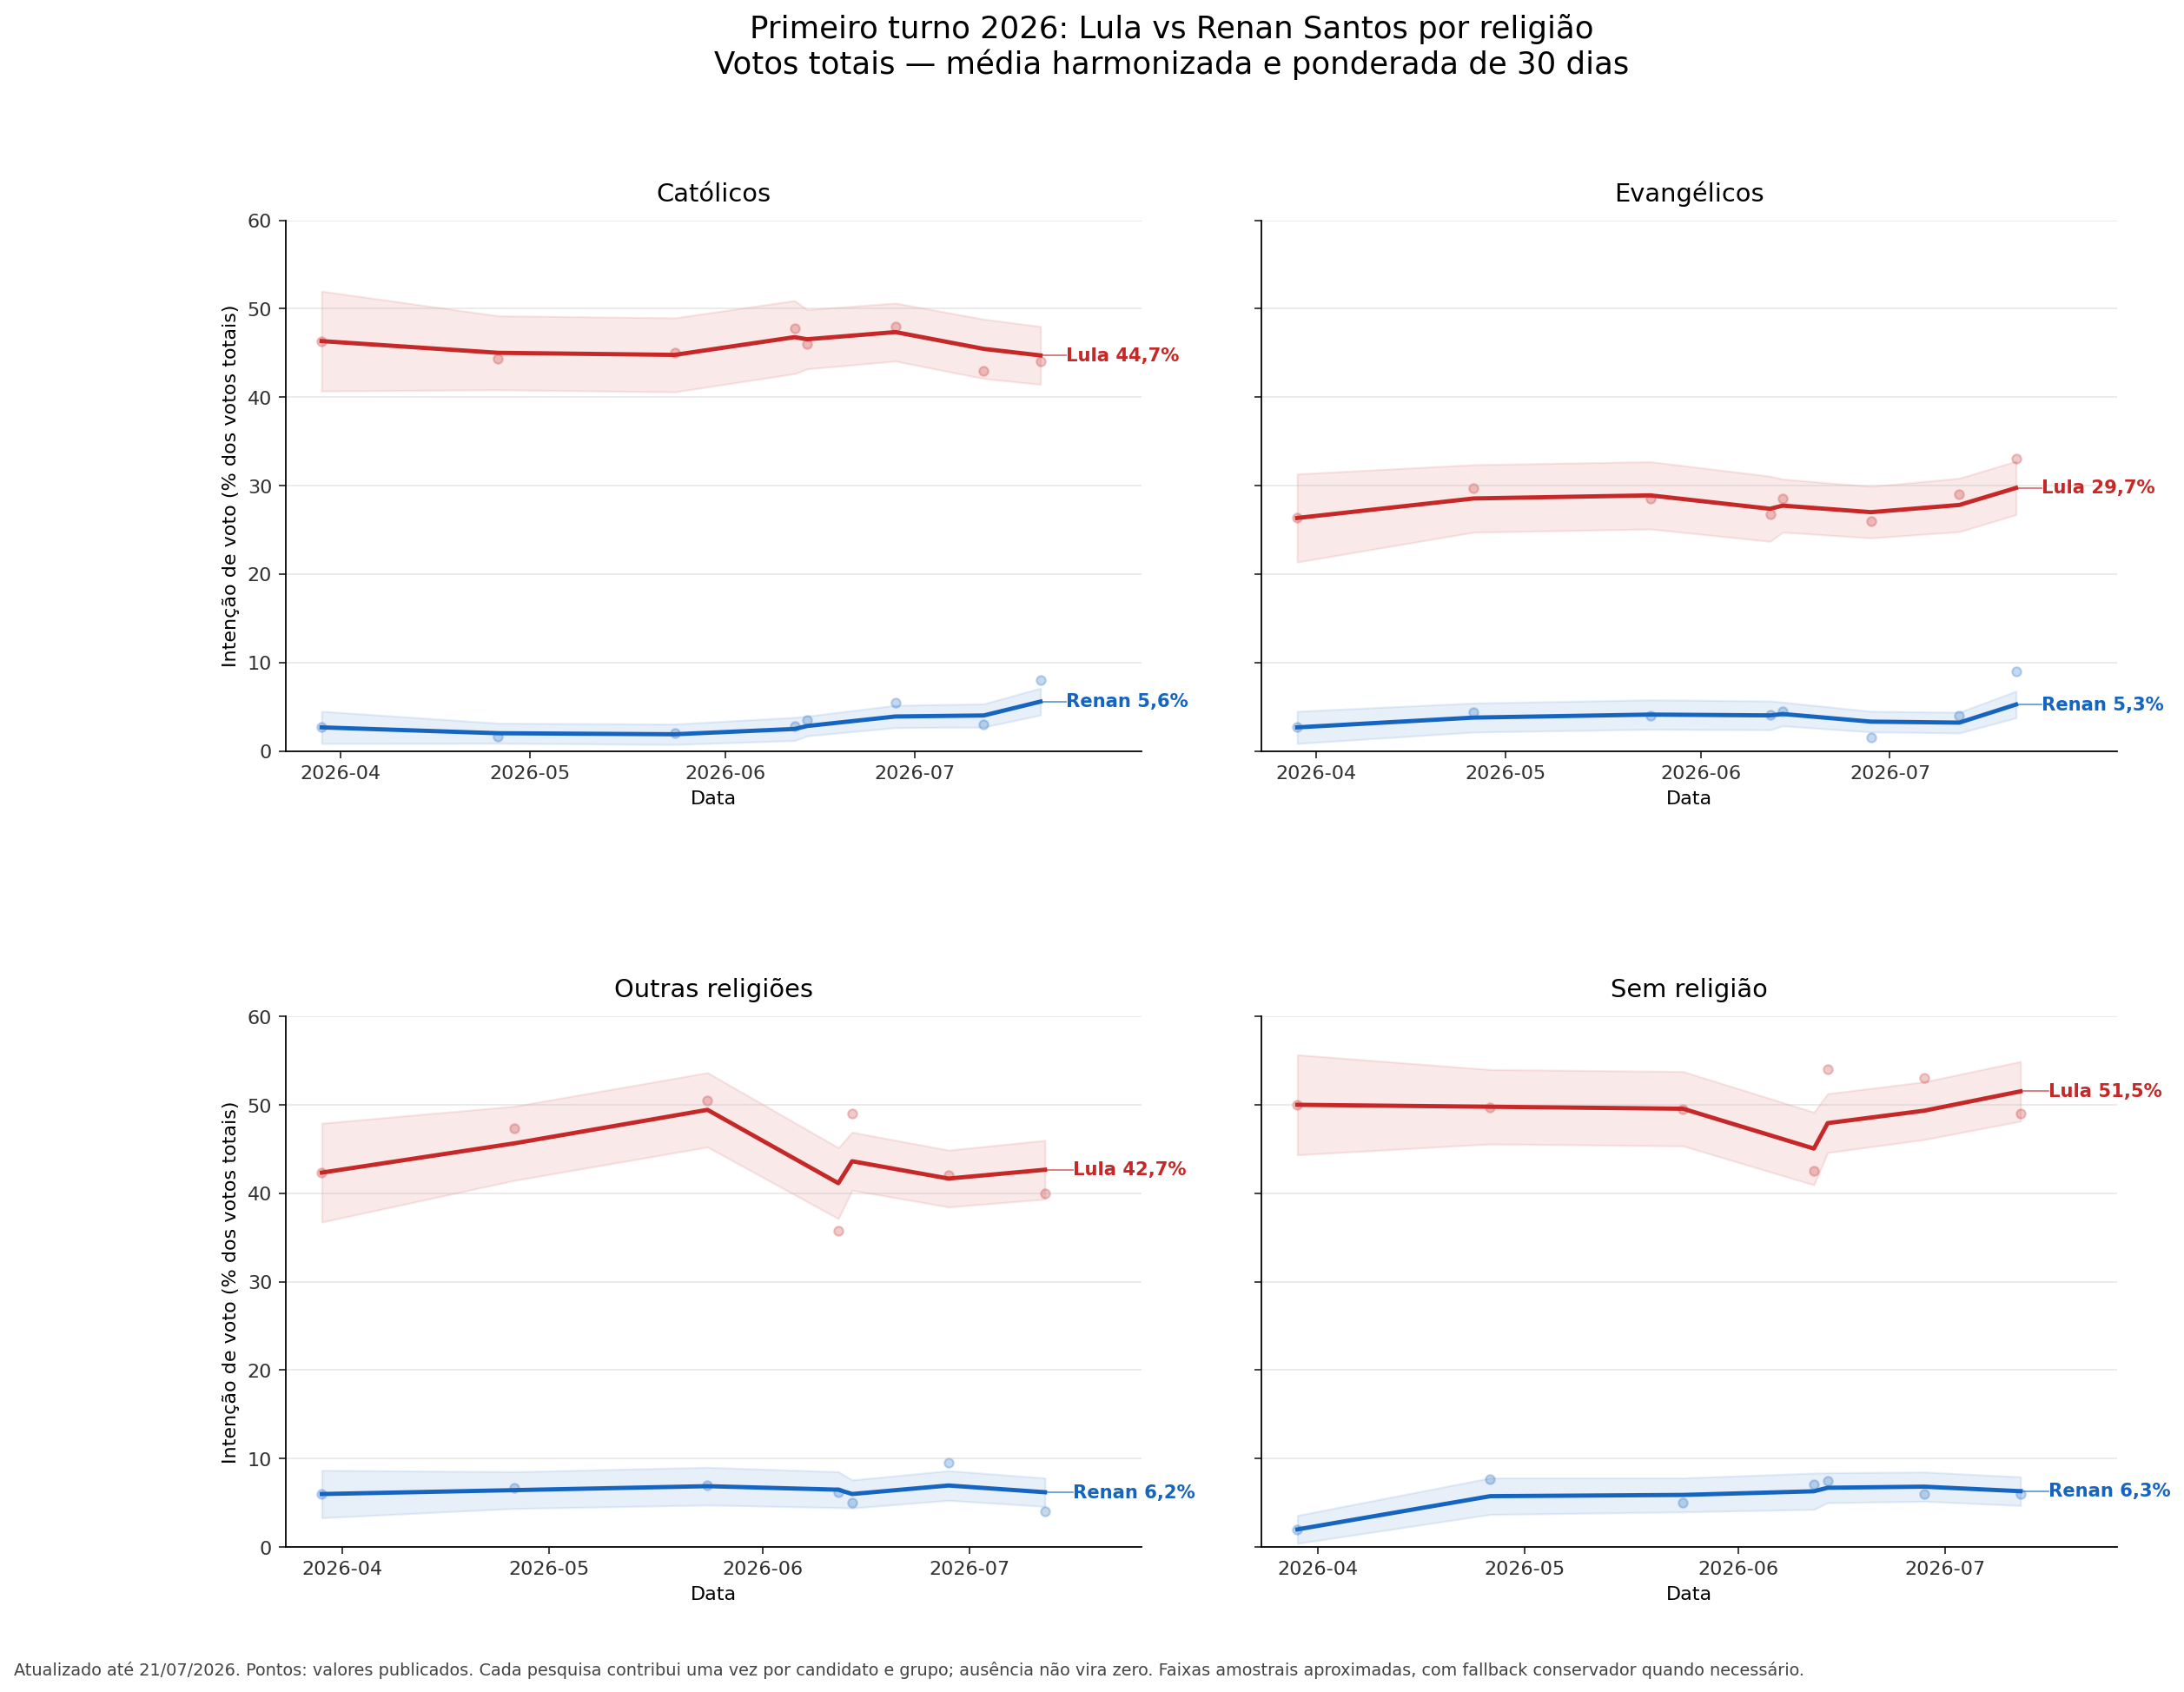 Primeiro turno 2026: Lula vs Renan Santos por religião
Votos totais — média harmonizada e ponderada de 30 dias
Católicos
Intenção de voto (% dos votos totais)
60
50
40
30
20
10
0
Lula 44,7%
Renan 5,6%
2026-04
2026-05
2026-06
2026-07
Data
Evangélicos
Lula 29,7%
Renan 5,3%
2026-04
2026-05
2026-06
2026-07
Data
Outras religiões
Intenção de voto (% dos votos totais)
60
50
40
30
20
10
0
Lula 42,7%
Renan 6,2%
2026-04
2026-05
2026-06
2026-07
Data
Sem religião
Lula 51,5%
Renan 6,3%
2026-04
2026-05
2026-06
2026-07
Data
Atualizado até 21/07/2026. Pontos: valores publicados. Cada pesquisa contribui uma vez por candidato e grupo; ausência não vira zero. Faixas amostrais aproximadas, com fallback conservador quando necessário.